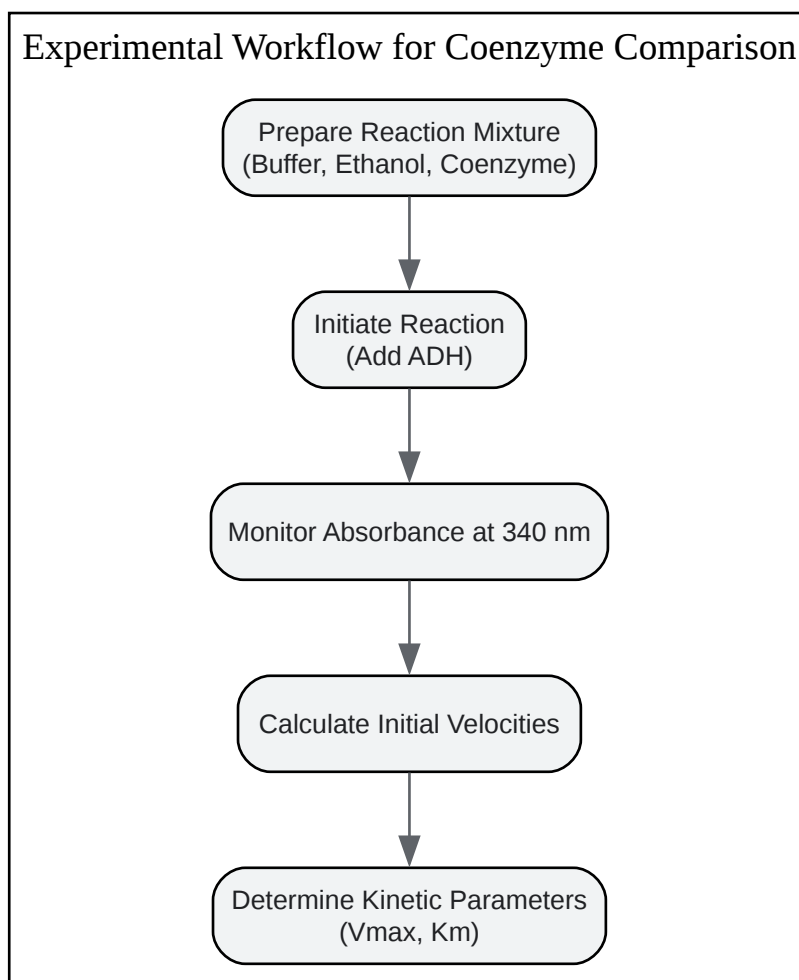 Experimental Workflow for Coenzyme Comparison
Prepare Reaction Mixture
(Buffer, Ethanol, Coenzyme)
Initiate Reaction
(Add ADH)
Monitor Absorbance at 340 nm
Calculate Initial Velocities
Determine Kinetic Parameters
(Vmax, Km)